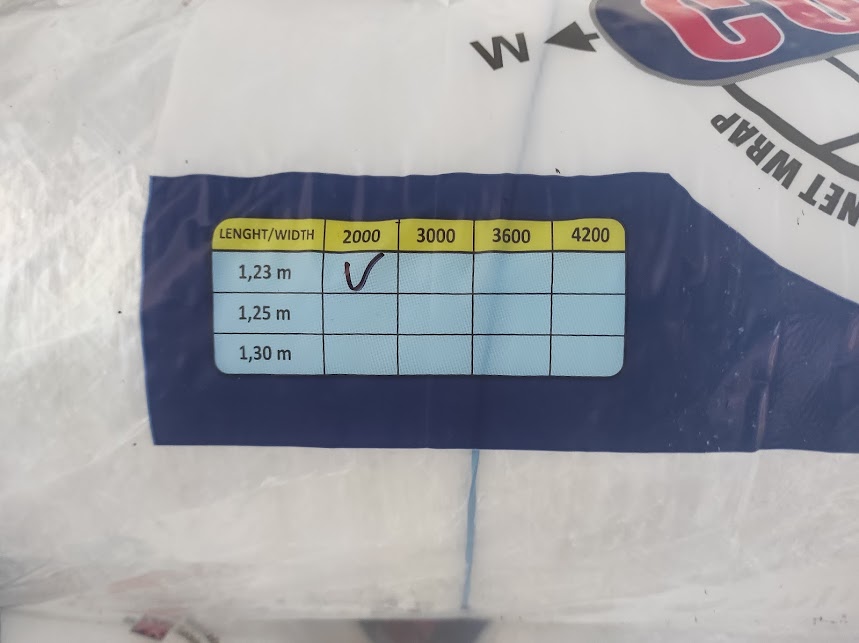 W
NET WRAP
LENGHT/WIDTH 2000 3000 3600 4200
1,23 m
1,25 m
1,30 m